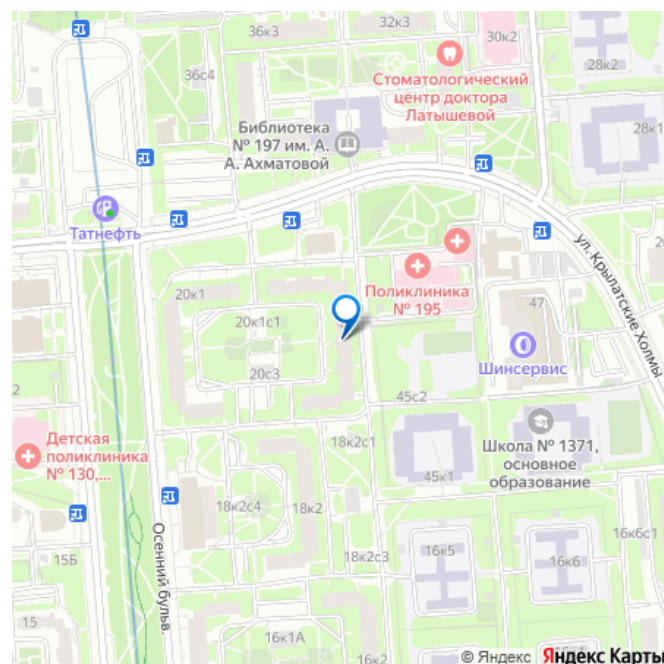 36к3
32к3
30к2
36с4
28к2
Стоматологический
центр доктора
Латышевой
Библиотека
№ 197 им. А.
А. Ахматовой
28к1
Татнефть
ул. Крылатские Холмы
20к1
Поликлиника
№ 195
47
20к1с1
Шинсервис
20с3
2
45с2
Детская
поликлиника
№ 130,...
18к2с1
Школа № 1371,
основное
образование
45к1
18к2с4
18к2
Осенний бульв.
16к6с1
15Б
18к2с3
16к5
16к6
15
16к1А
16к2
© Яндекс Яндекс Карты